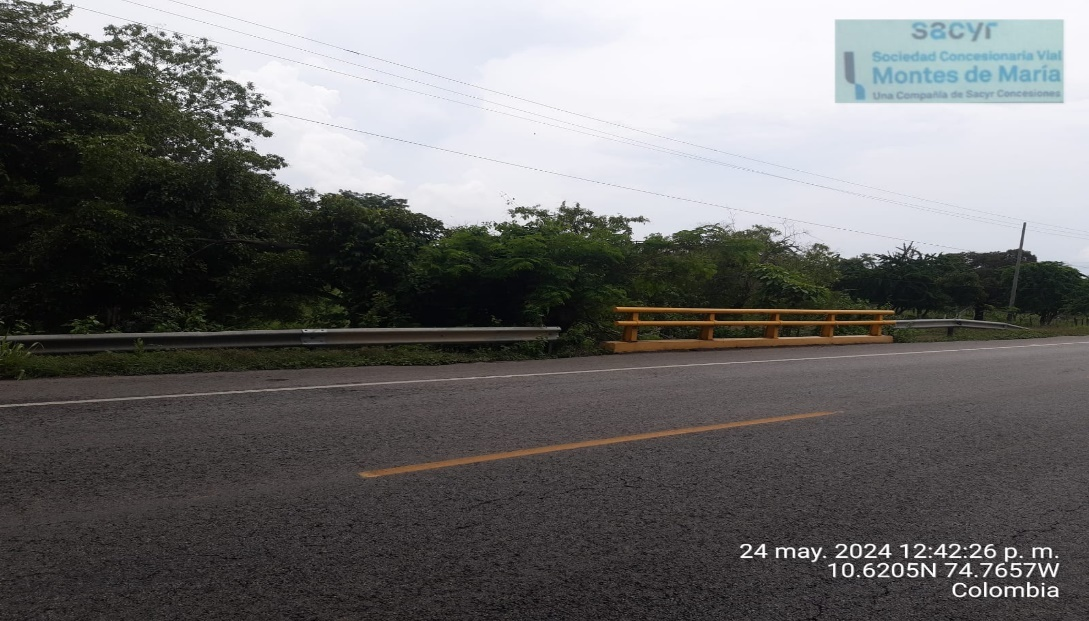 sacyr
Sociedad Concesionaria Vial
Montes de María
Una Compañía de Sacyr Concesiones
24 may. 2024 12:42:26 p. m.
10.6205N 74.7657W
Colombia